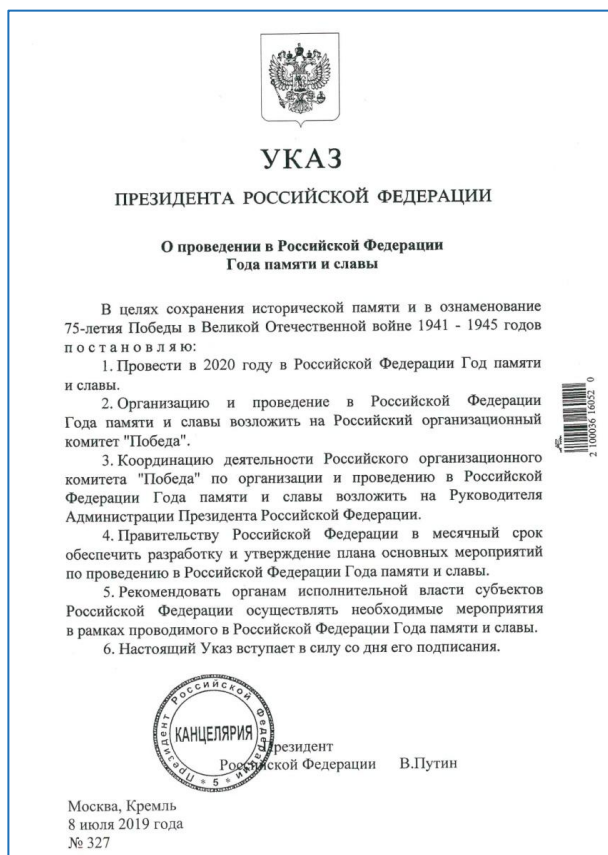 УКАЗ
ПРЕЗИДЕНТА РОССИЙСКОЙ ФЕДЕРАЦИИ
О проведении в Российской Федерации
Года памяти и славы
В целях сохранения исторической памяти и в ознаменование
75-летия Победы в Великой Отечественной войне 1941 - 1945 годов
п о с т а н о в л я ю:
1. Провести в 2020 году в Российской Федерации Год памяти
и славы.
2. Организацию и проведение в Российской Федерации
Года памяти и славы возложить на Российский организационный
комитет "Победа".
3. Координацию деятельности Российского организационного
комитета "Победа" по организации и проведению в Российской
Федерации Года памяти и славы возложить на Руководителя
Администрации Президента Российской Федерации.
4. Правительству Российской Федерации в месячный срок
обеспечить разработку и утверждение плана основных мероприятий
по проведению в Российской Федерации Года памяти и славы.
5. Рекомендовать органам исполнительной власти субъектов
Российской Федерации осуществлять необходимые мероприятия
в рамках проводимого в Российской Федерации Года памяти и славы.
6. Настоящий Указ вступает в силу со дня его подписания.
2 100036 16052 0
Президент Российской Федерации
КАНЦЕЛЯРИЯ
* 5 *
Президент
Российской Федерации В.Путин
Москва, Кремль
8 июля 2019 года
№ 327